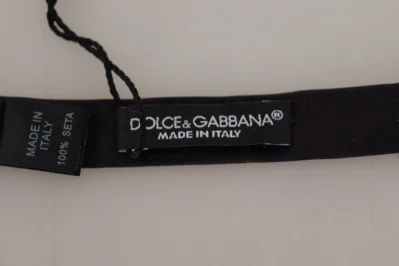 MADE IN
ITALY
100% SETA
DOLCE&GABBANA®
MADE IN ITALY